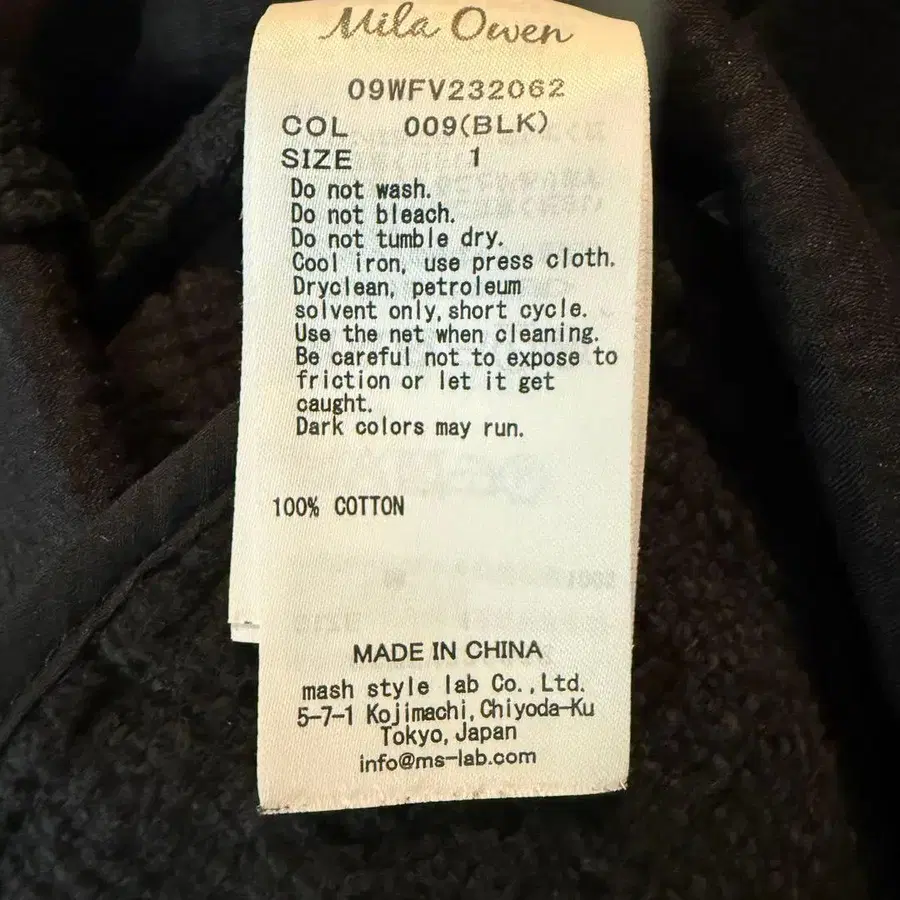 Mila Owen
09WFV232062
COL 009(BLK)
SIZE 1
Do not wash.
Do not bleach.
Do not tumble dry.
Cool iron, use press cloth.
Dryclean, petroleum
solvent only, short cycle.
Use the net when cleaning.
Be careful not to expose to
friction or let it get
caught.
Dark colors may run.
100% COTTON
MADE IN CHINA
mash style lab Co.,Ltd.
5-7-1 Kojimachi,Chiyoda-Ku
Tokyo,Japan
info@ms-lab.com